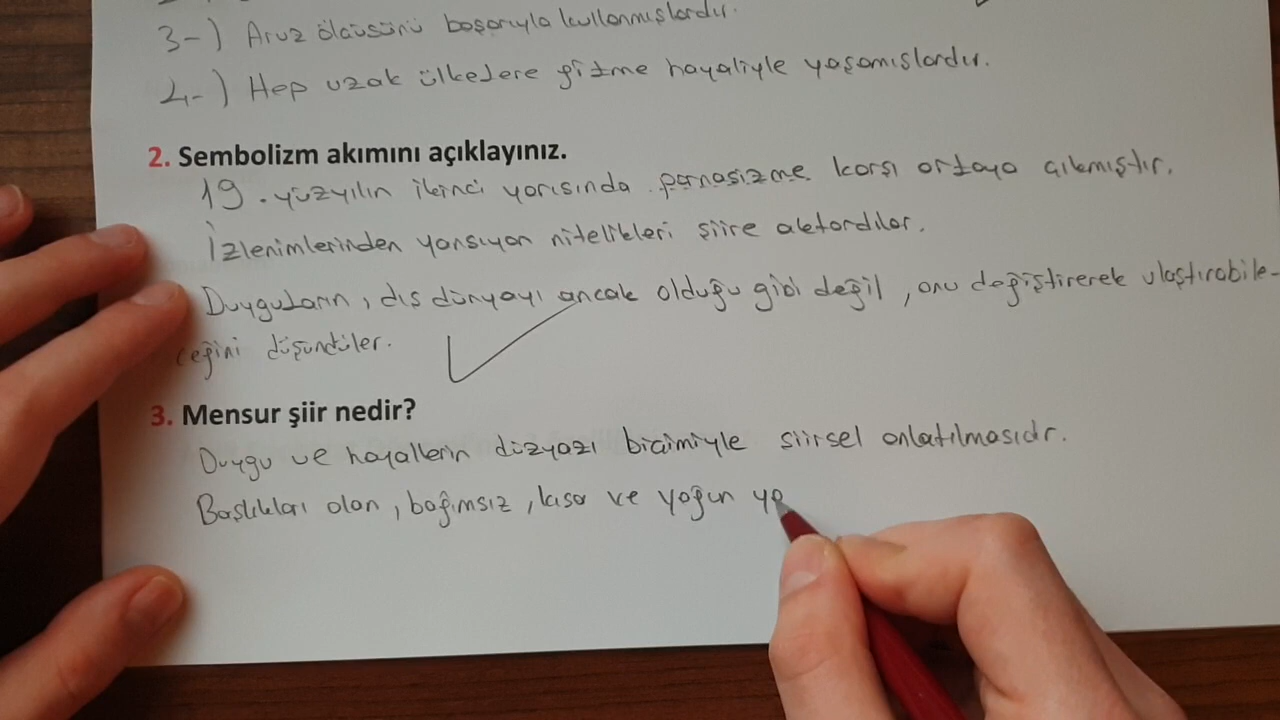 3-) Aruz ölçüsünü başarıyla kullanmışlardır.
4-) Hep uzak ülkelere gitme hayaliyle yaşamışlardır.
2. Sembolizm akımını açıklayınız.
19. yüzyılın ikinci yarısında parnasizme karşı ortaya çıkmıştır.
İzlenimlerinden yansıyan nitelikleri şiire aktardılar.
Duyguların, dış dünyayı ancak olduğu gibi değil, onu değiştirerek ulaştırabile-
ceğini düşündüler.
3. Mensur şiir nedir?
Duygu ve hayallerin düzyazı biçimiyle şiirsel anlatılmasıdır.
Başlıkları olan, bağımsız, kısa ve yoğun ya